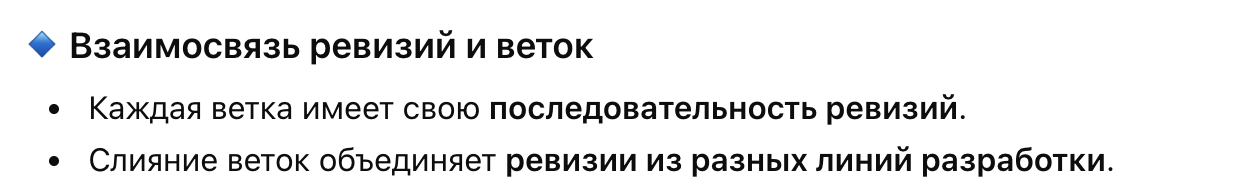 🔷 Взаимосвязь ревизий и веток
• Каждая ветка имеет свою последовательность ревизий.
• Слияние веток объединяет ревизии из разных линий разработки.